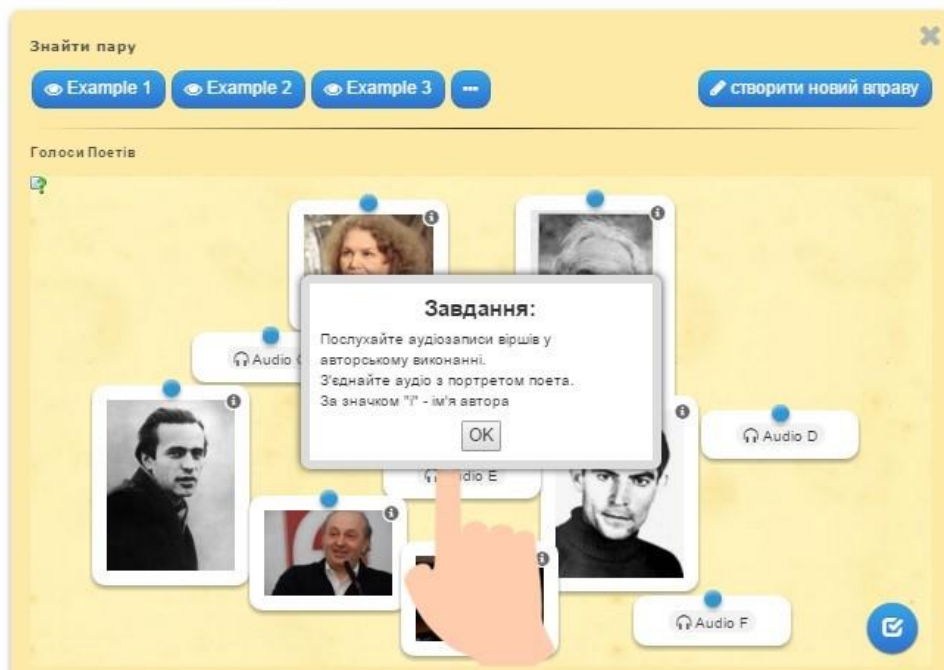 Знайти пару
Example 1 Example 2 Example 3
створити новий вправу
Голоси Поетів
Завдання:
Послухайте аудіозаписи віршів у
авторському виконанні.
З'єднайте аудіо з портретом поета.
За значком "і" - ім'я автора
OK
Audio
Audio D
Audio F